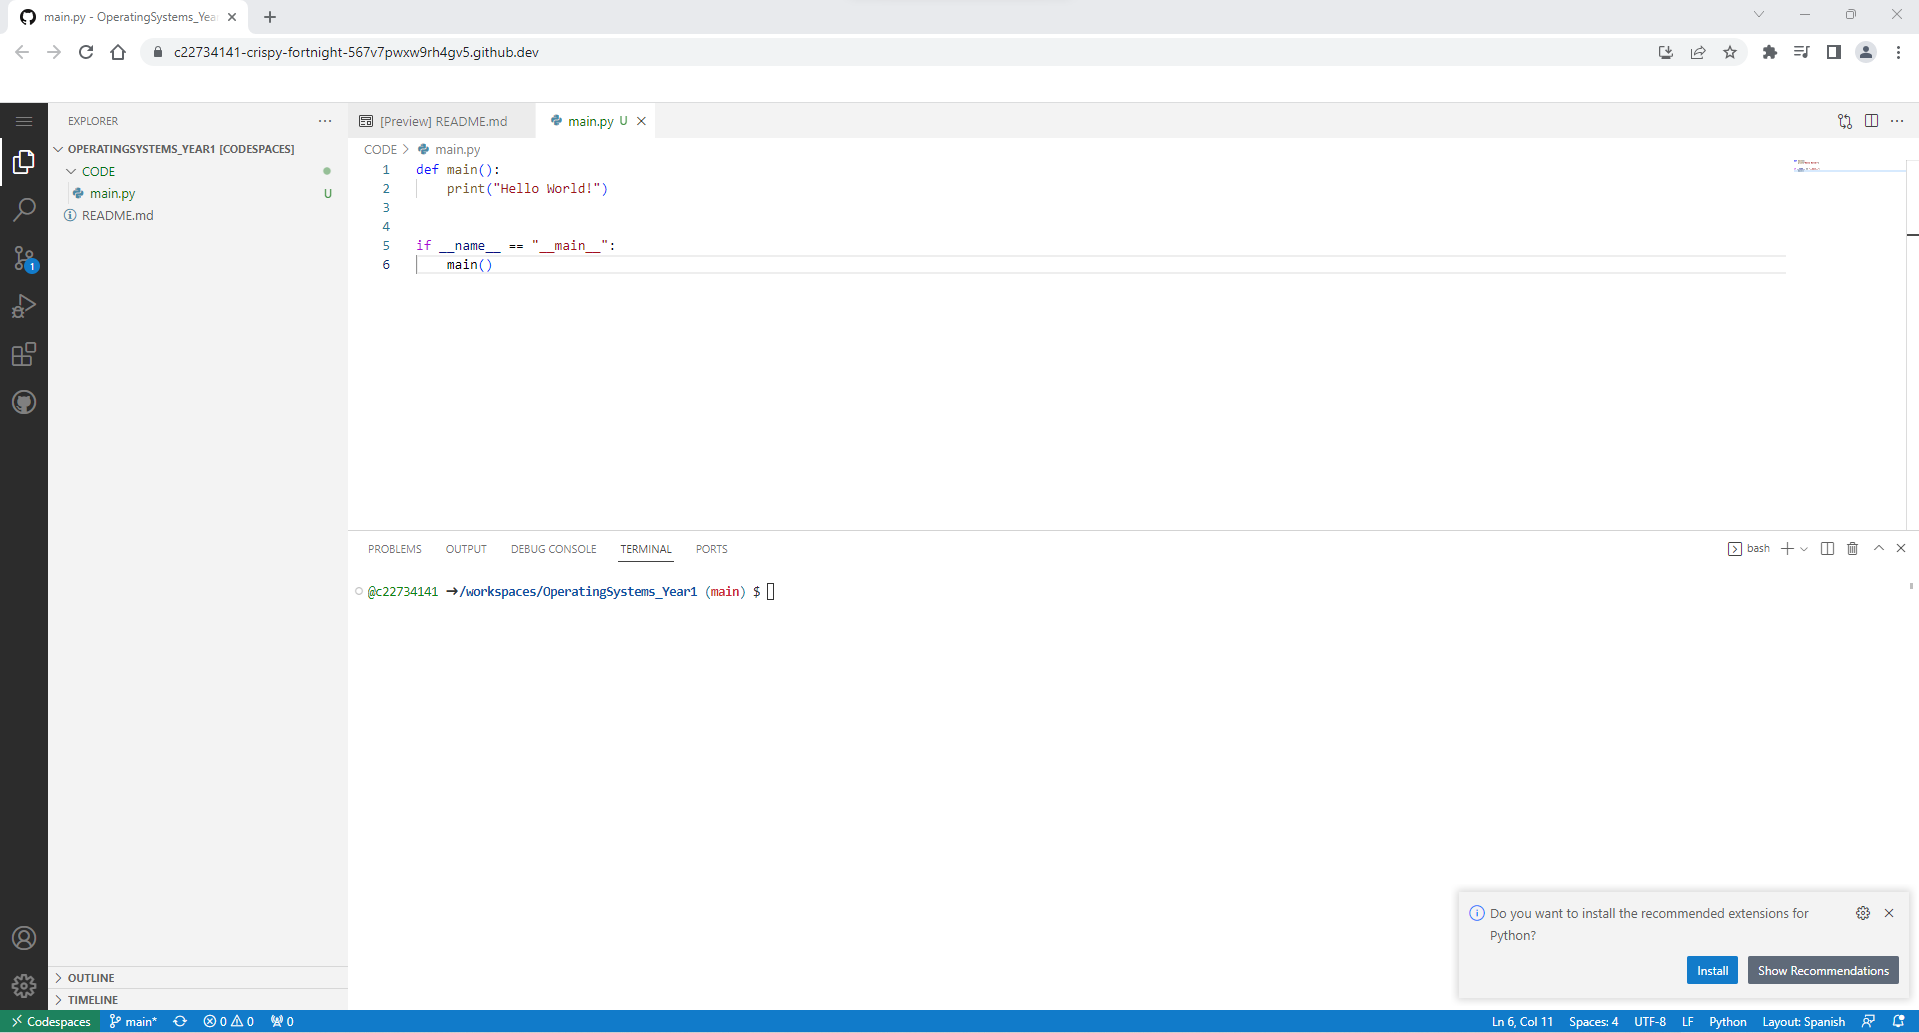 main.py - OperatingSystems_Yea
c22734141-crispy-fortnight-567v7pwxw9rh4gv5.github.dev
EXPLORER
OPERATINGSYSTEMS_YEAR1 [CODESPACES]
CODE
main.py U
README.md
[Preview] README.md
main.py U
CODE > main.py
1 def main():
2 print("Hello World!")
3
4
5 if __name__ == "__main__":
6 main()
PROBLEMS OUTPUT DEBUG CONSOLE TERMINAL PORTS
bash
@c22734141 →/workspaces/OperatingSystems_Year1 (main) $
Do you want to install the recommended extensions for
Python?
Install
Show Recommendations
OUTLINE
TIMELINE
1
Codespaces main* 0 0 0
Ln 6, Col 11 Spaces: 4 UTF-8 LF Python Layout: Spanish